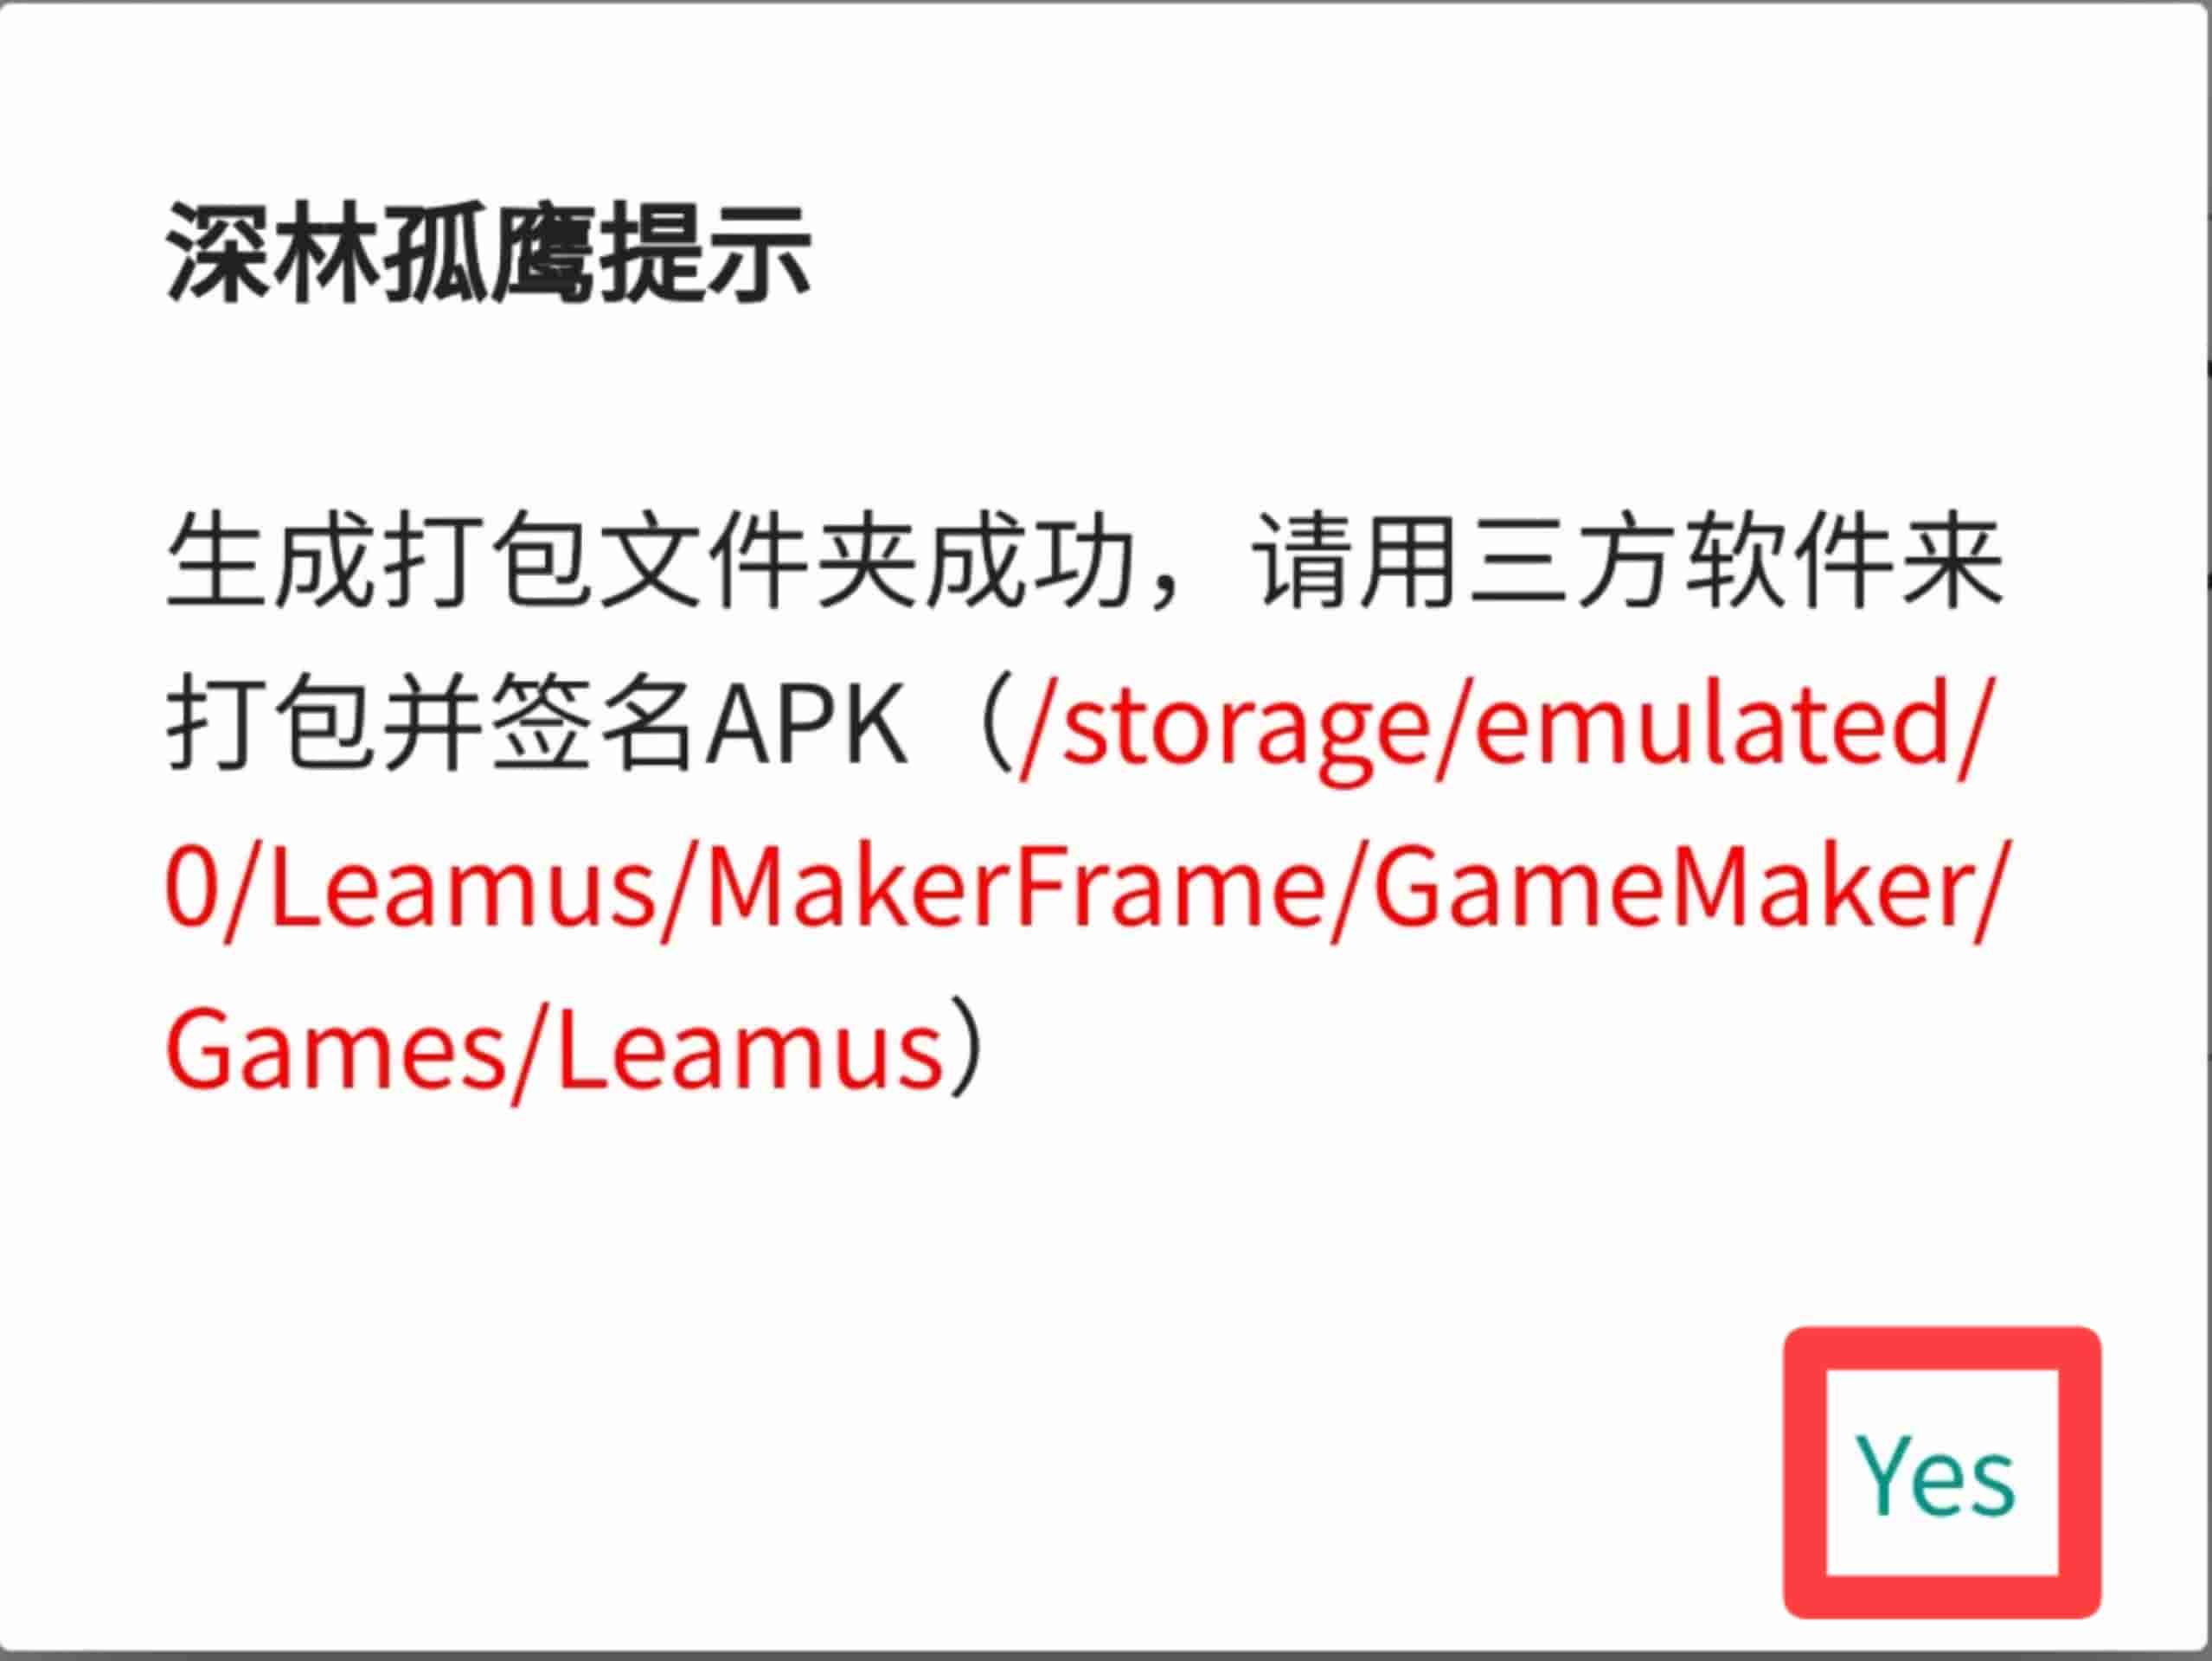 深林孤鹰提示
生成打包文件夹成功，请用三方软件来
打包并签名APK（/storage/emulated/
0/Leamus/MakerFrame/GameMaker/
Games/Leamus）
Yes